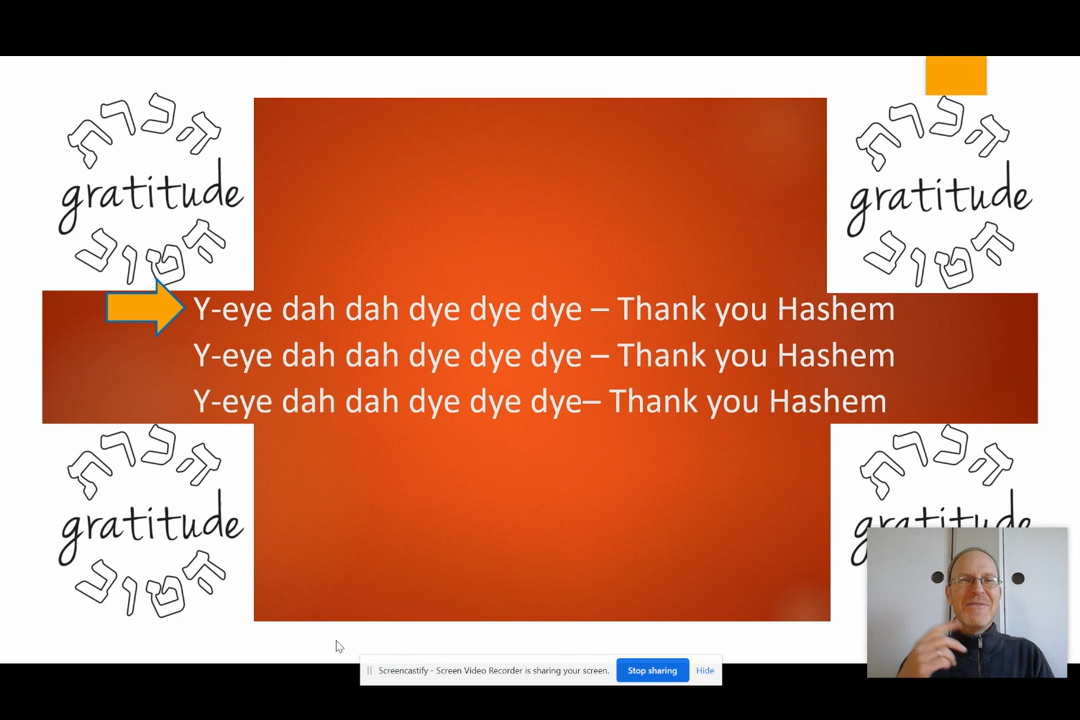 הכרת
gratitude
הטוב
הכרת
gratitude
הטוב
Y-eye dah dah dye dye dye – Thank you Hashem
Y-eye dah dah dye dye dye – Thank you Hashem
Y-eye dah dah dye dye dye– Thank you Hashem
הכרת
gratitude
הטוב
הכרת
gratitude
Screencastify - Screen Video Recorder is sharing your screen.
Stop sharing
Hide